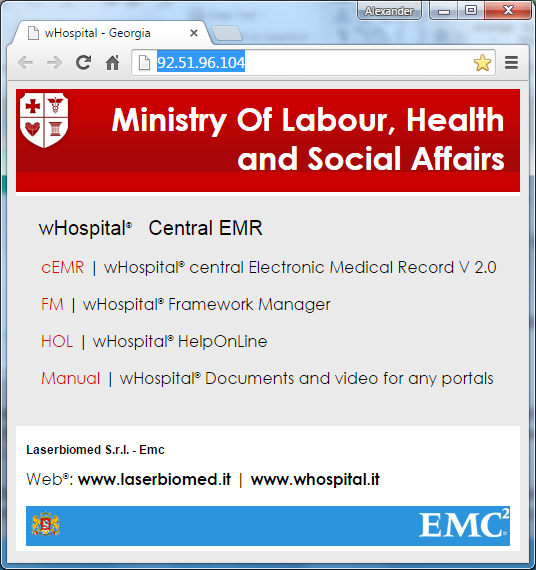 Alexander
wHospital - Georgia
92.51.96.104
Ministry Of Labour, Health
and Social Affairs
wHospital® Central EMR
cEMR | wHospital® central Electronic Medical Record V 2.0
FM | wHospital® Framework Manager
HOL | wHospital® HelpOnLine
Manual | wHospital® Documents and video for any portals
Laserbiomed S.r.l. - Emc
Web®: www.laserbiomed.it | www.whospital.it
EMC²